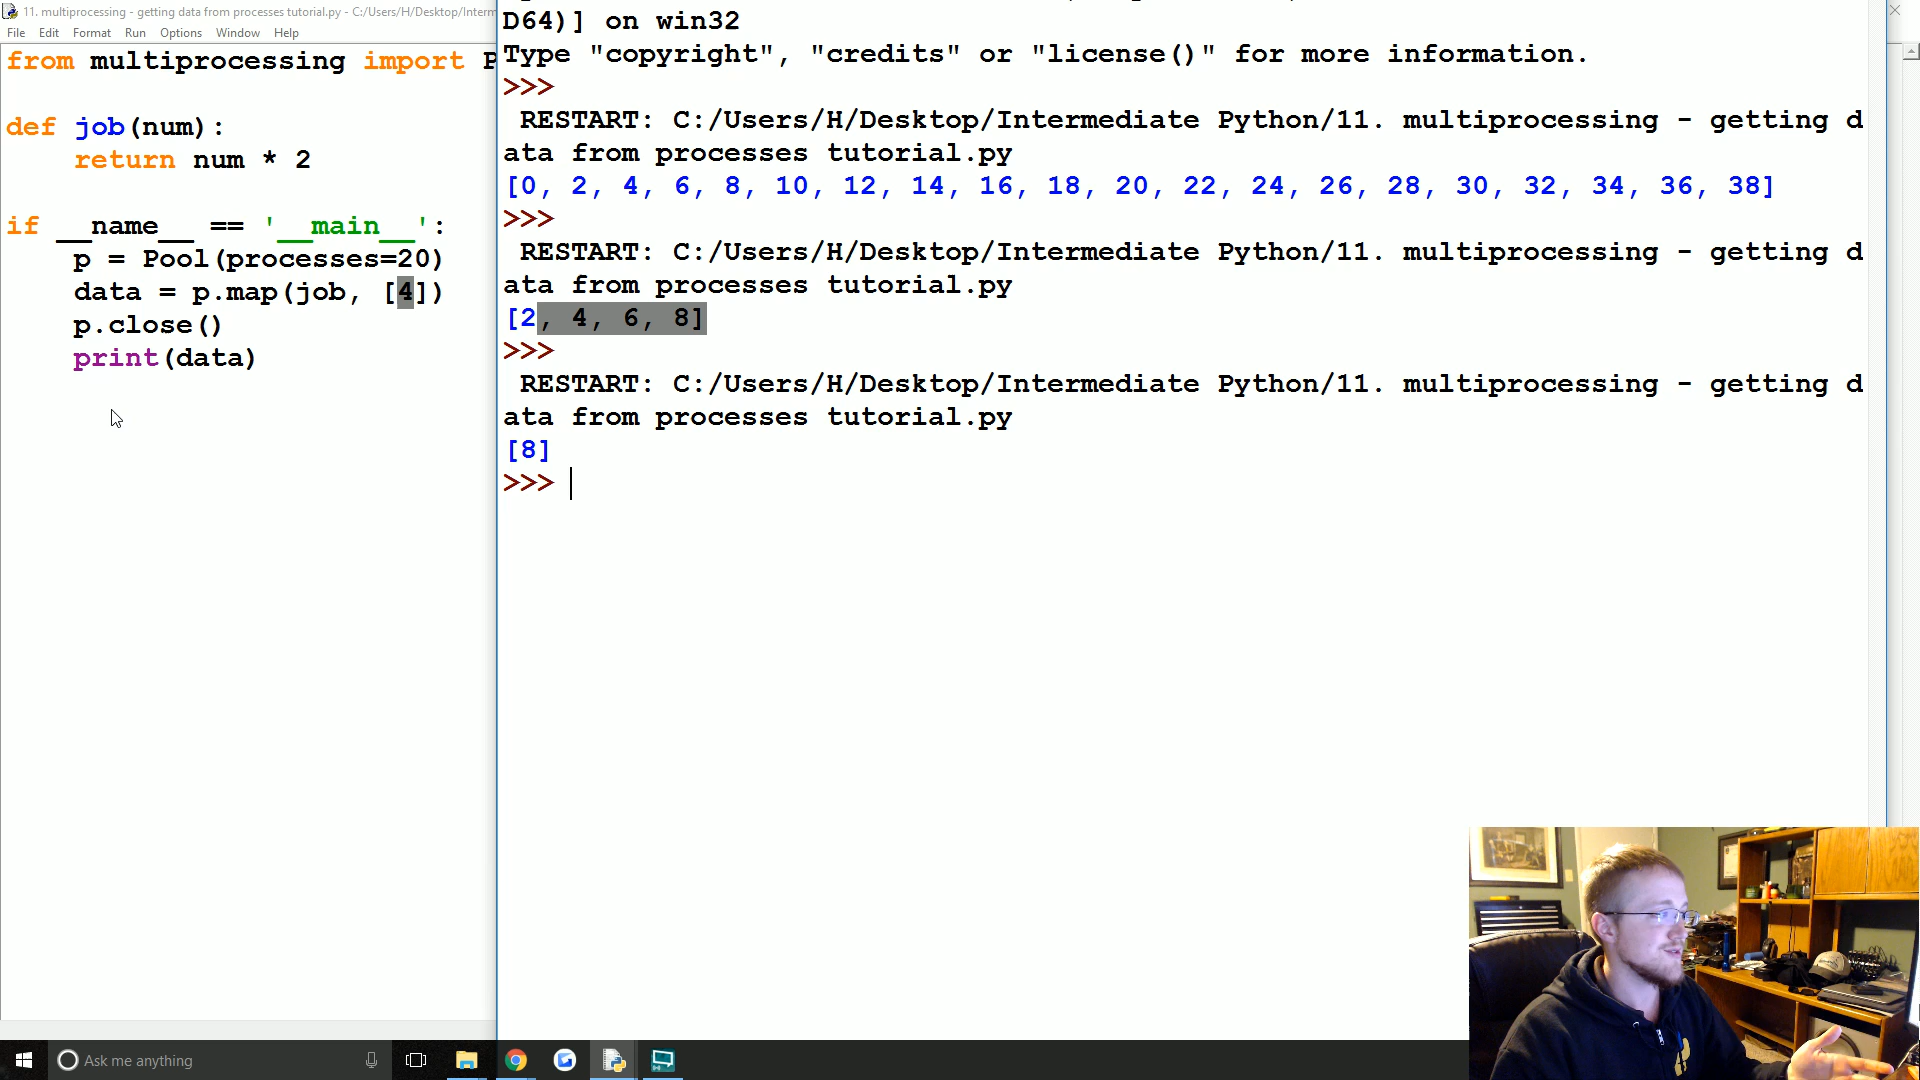 11. multiprocessing - getting data from processes tutorial.py - C:/Users/H/Desktop/Interm
File Edit Format Run Options Window Help
from multiprocessing import P
def job(num):
return num * 2
if __name__ == '__main__':
p = Pool(processes=20)
data = p.map(job, [4])
p.close()
print(data)
D64)] on win32
Type "copyright", "credits" or "license()" for more information.
>>>
RESTART: C:/Users/H/Desktop/Intermediate Python/11. multiprocessing - getting d
ata from processes tutorial.py
[0, 2, 4, 6, 8, 10, 12, 14, 16, 18, 20, 22, 24, 26, 28, 30, 32, 34, 36, 38]
>>>
RESTART: C:/Users/H/Desktop/Intermediate Python/11. multiprocessing - getting d
ata from processes tutorial.py
[2, 4, 6, 8]
>>>
RESTART: C:/Users/H/Desktop/Intermediate Python/11. multiprocessing - getting d
ata from processes tutorial.py
[8]
>>>
Ask me anything